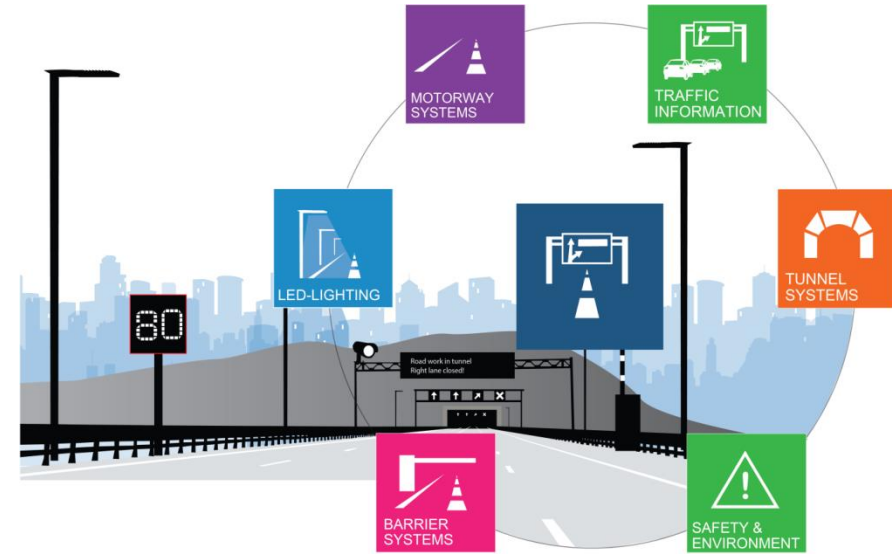 MOTORWAY
SYSTEMS
TRAFFIC
INFORMATION
LED-LIGHTING
TUNNEL
SYSTEMS
80
Road work in tunnel
Right lane closed!
BARRIER
SYSTEMS
SAFETY &
ENVIRONMENT